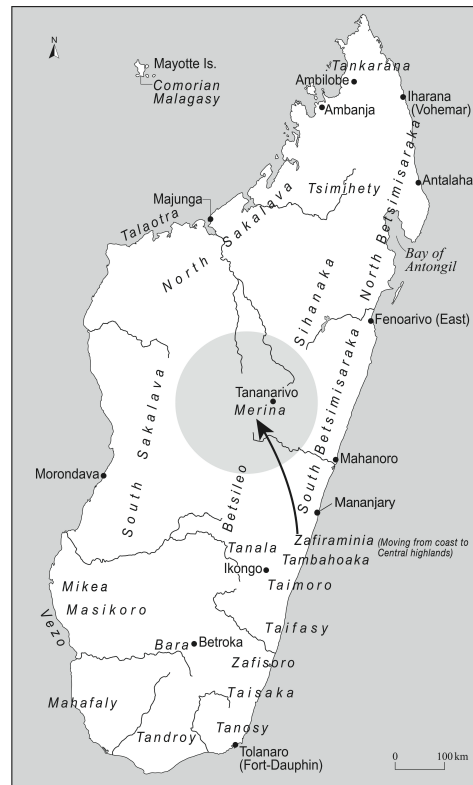 N
Mayotte Is.
Comorian
Malagasy
Tankarana
Ambilobe
Iharana
(Vohemar)
Ambanja
Antalaha
Tsimihety
Majunga
Talaotra
North Sakalava
North Betsimisaraka
Bay of
Antongil
Sihanaka
Fenoarivo (East)
Tananarivo
Merina
South Sakalava
South Betsimisaraka
Mahanoro
Morondava
Betsileo
Mananjary
Zafiraminia (Moving from coast to
Central highlands)
Tanala
Tambahoaka
Ikongo
Taimoro
Mikea
Masikoro
Vezo
Taifasy
Bara
Betroka
Zafisoro
Taisaka
Mahafaly
Tanosy
Tandroy
Tolanaro
(Fort-Dauphin)
0 100 km